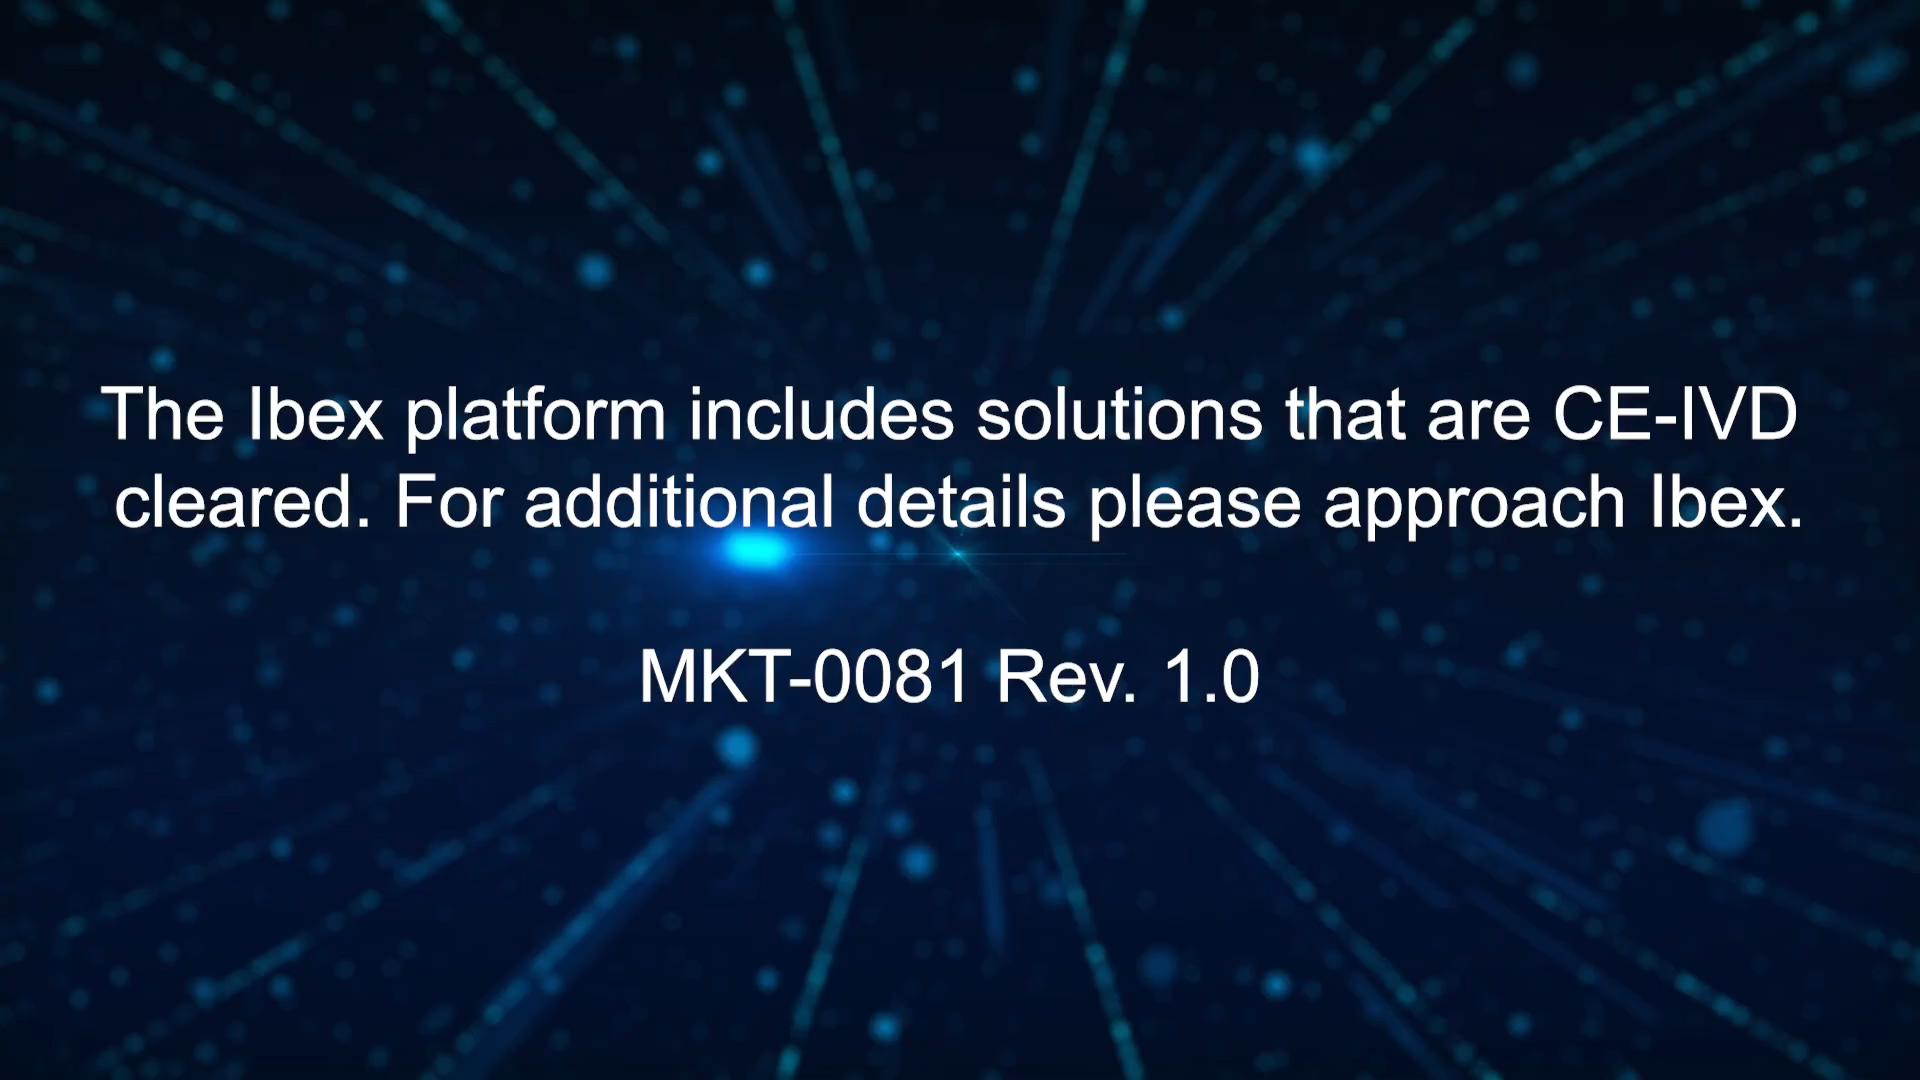 The Ibex platform includes solutions that are CE-IVD
cleared. For additional details please approach Ibex.
MKT-0081 Rev. 1.0